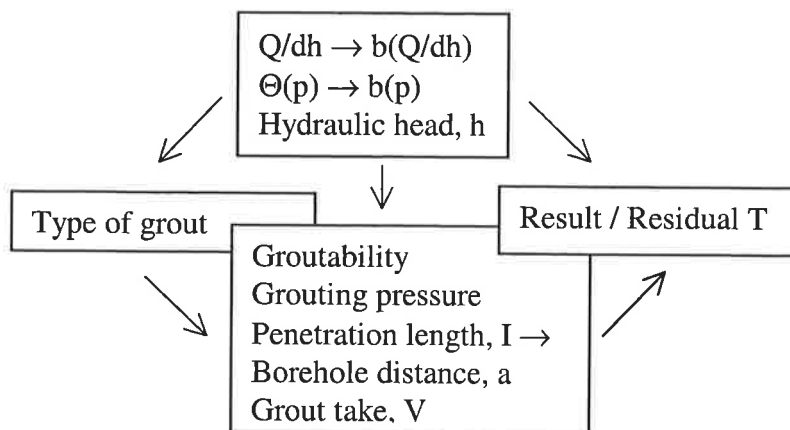 Q/dh → b(Q/dh)
Θ(p) → b(p)
Hydraulic head, h
Type of grout
Result / Residual T
Groutability
Grouting pressure
Penetration length, I →
Borehole distance, a
Grout take, V